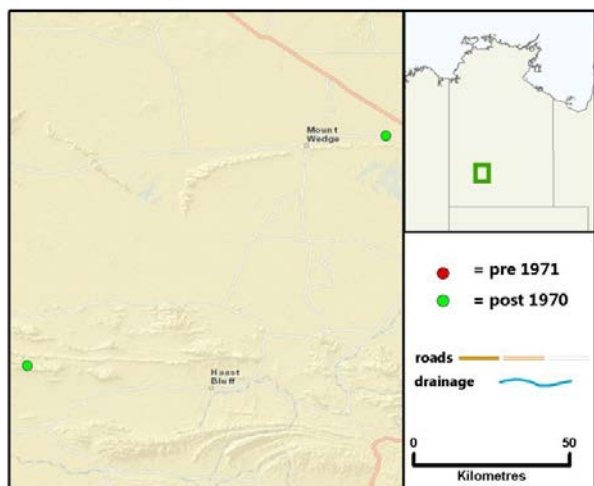 Mount
Wedge
Haast
Bluff
= pre 1971
= post 1970
roads
drainage
0 50
Kilometres